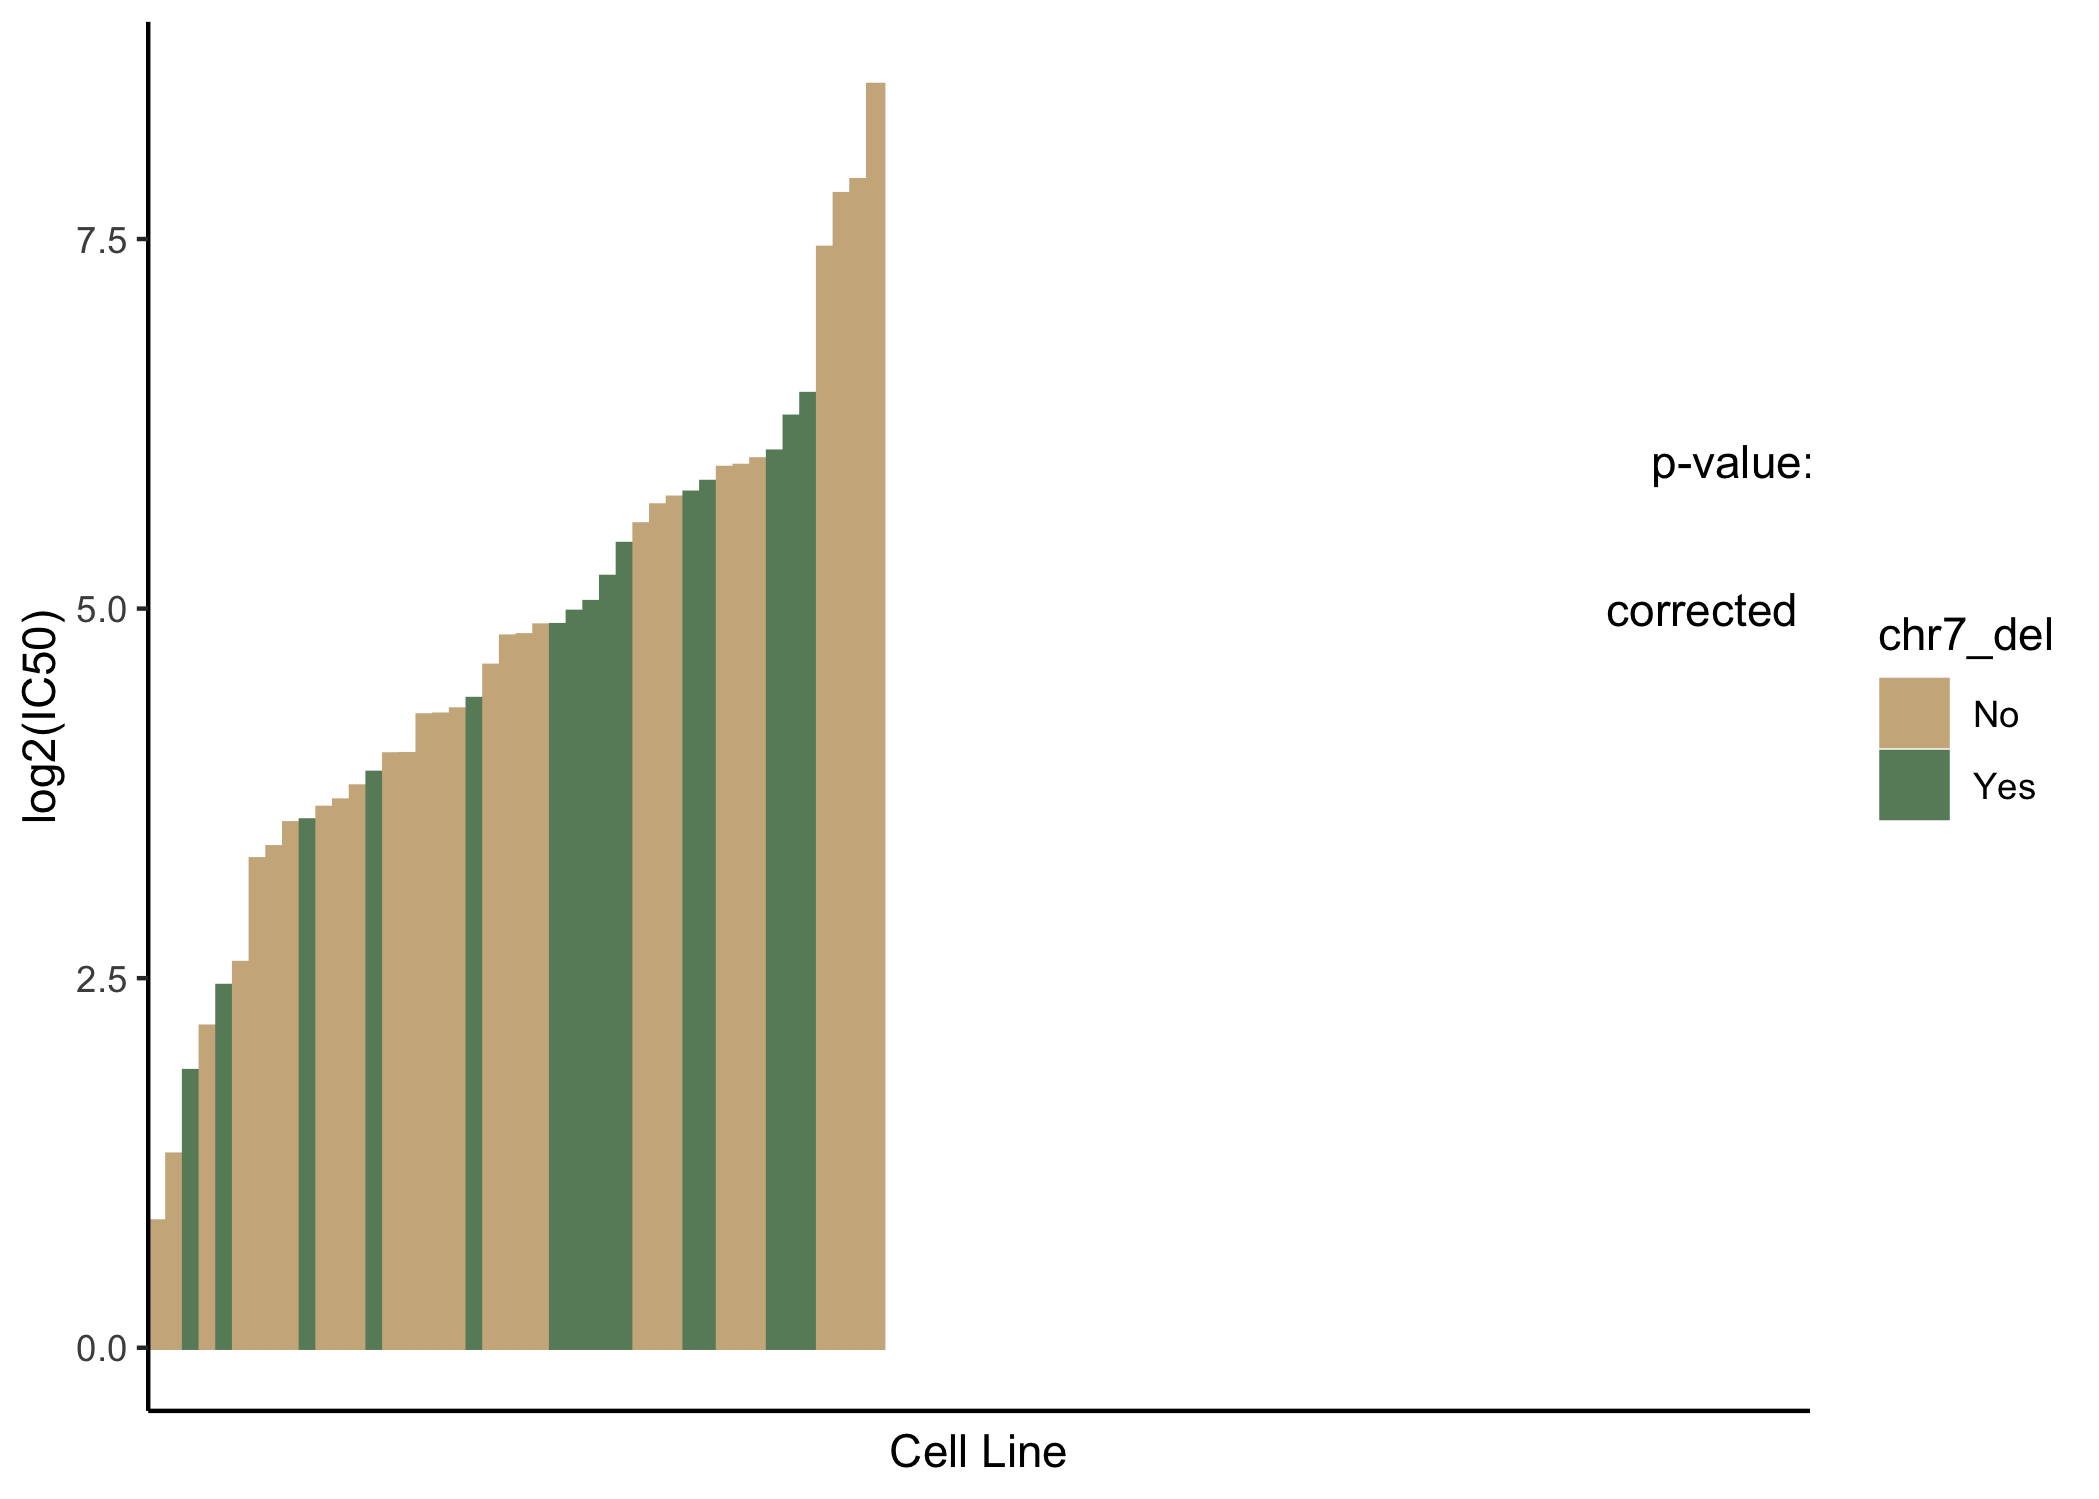 log2(IC50)
7.5
5.0
2.5
0.0
Cell Line
p-value:
corrected
chr7_del
No
Yes